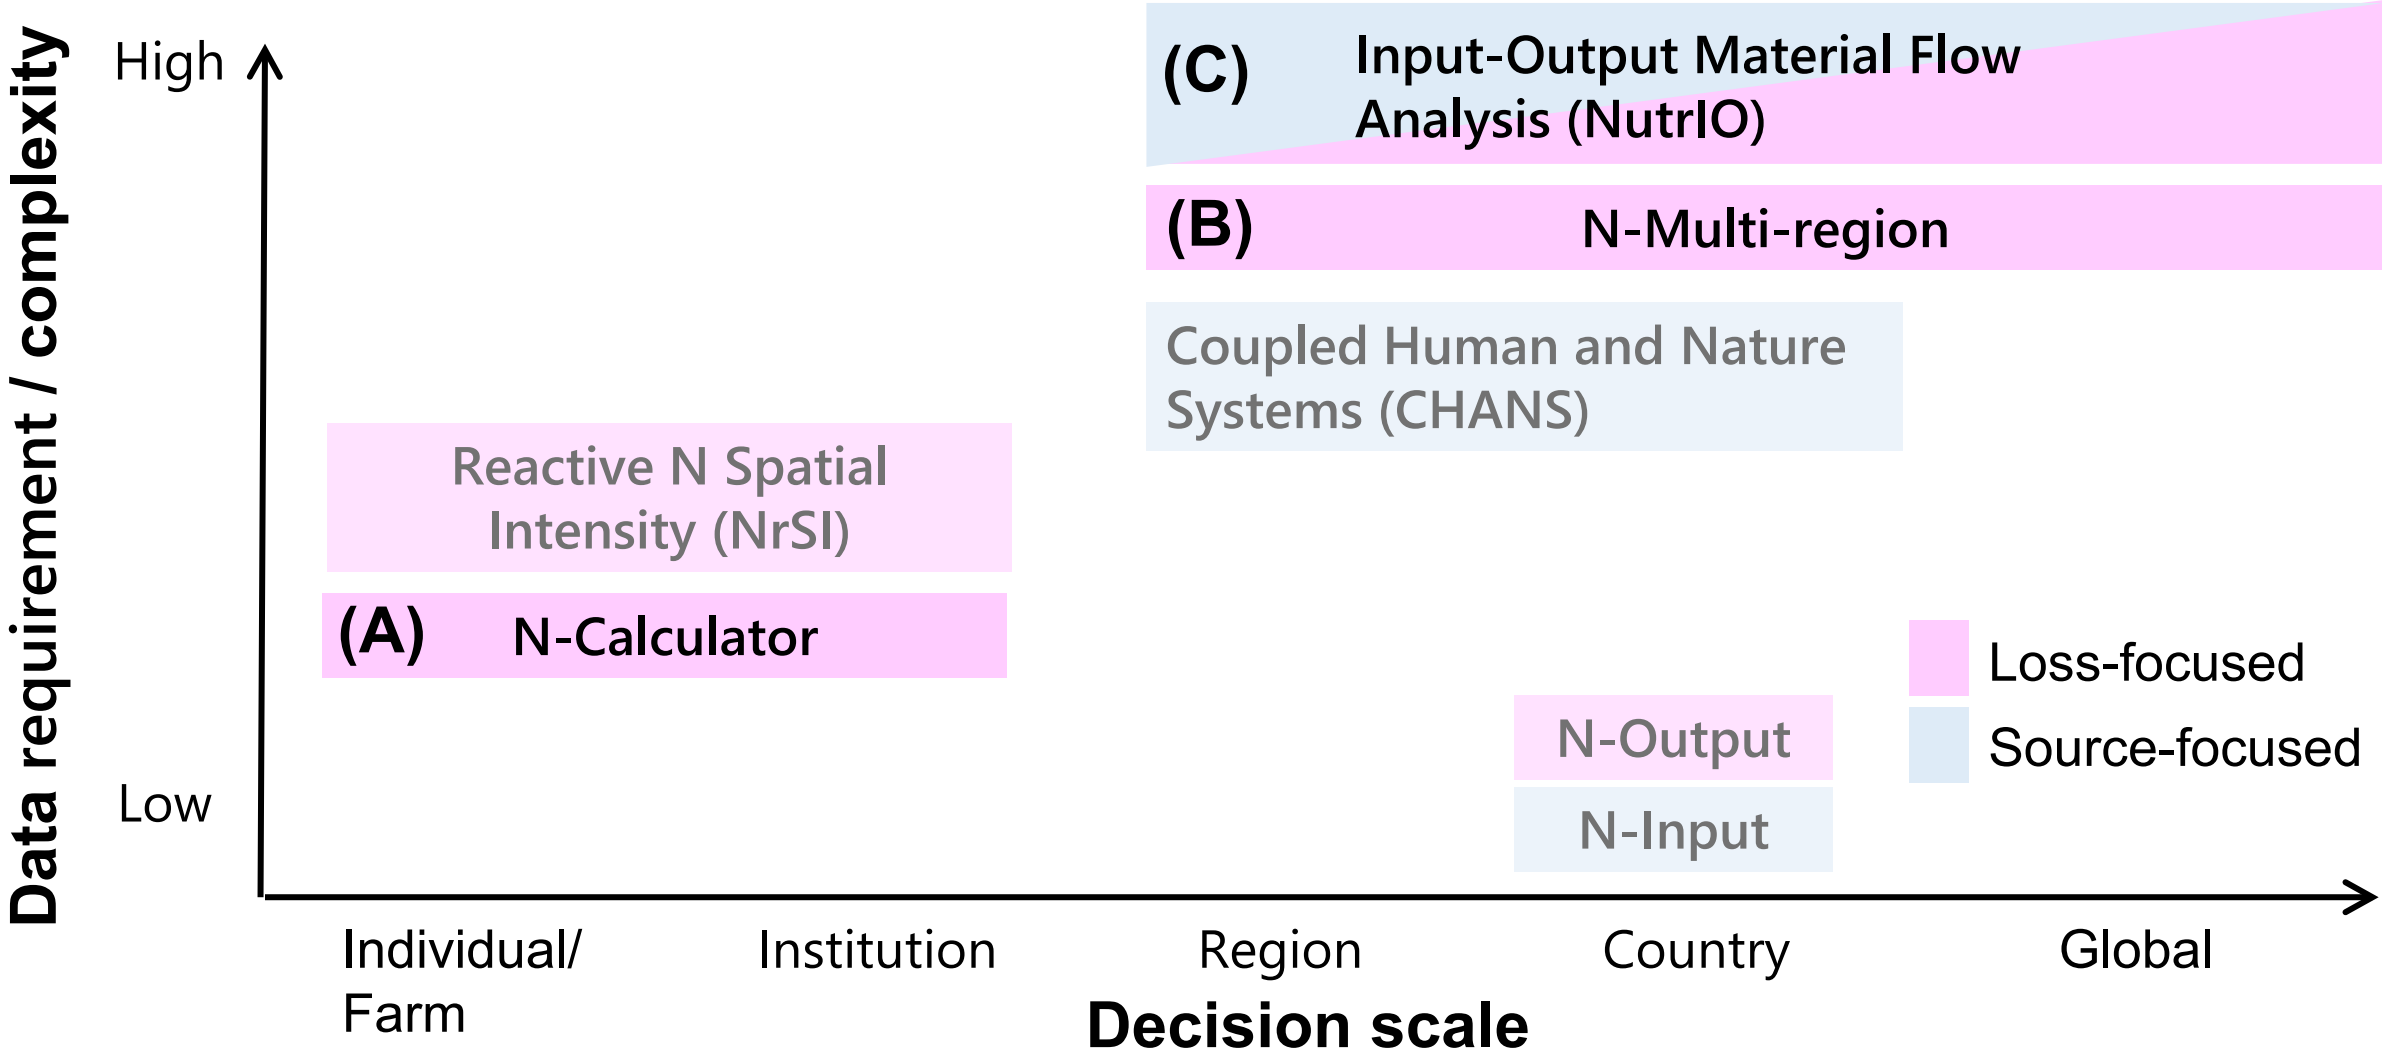 Data requirement / complexity
High
Low
(C)
Input-Output Material Flow
Analysis (NutrIO)
(B)
N-Multi-region
Coupled Human and Nature
Systems (CHANS)
Reactive N Spatial
Intensity (NrSI)
(A)
N-Calculator
N-Output
N-Input
Loss-focused
Source-focused
Individual/
Farm
Institution
Region
Country
Global
Decision scale